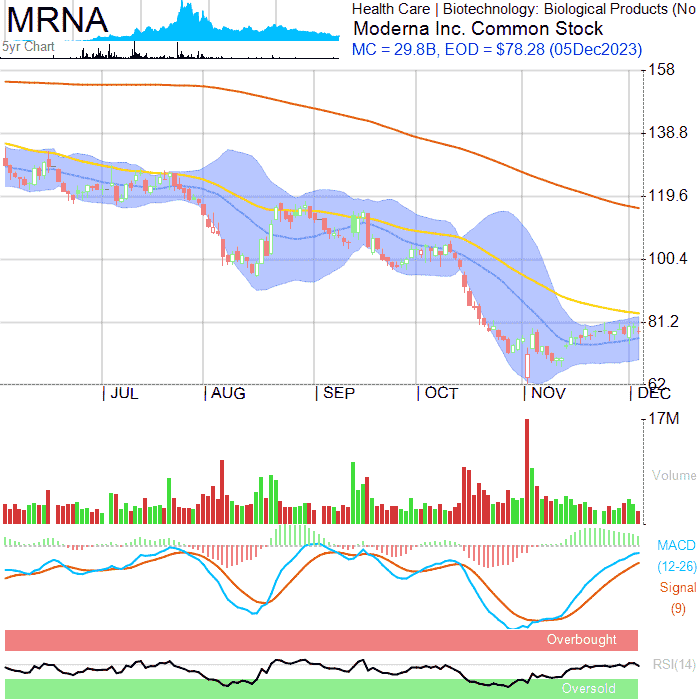 MRNA
5yr Chart
Health Care | Biotechnology: Biological Products (No
Moderna Inc. Common Stock
MC = 29.8B, EOD = $78.28 (05Dec2023)
158
138.8
119.6
100.4
81.2
62
JUL AUG SEP OCT NOV DEC
17M
Volume
MACD
(12-26)
Signal
(9)
Overbought
RSI(14)
Oversold